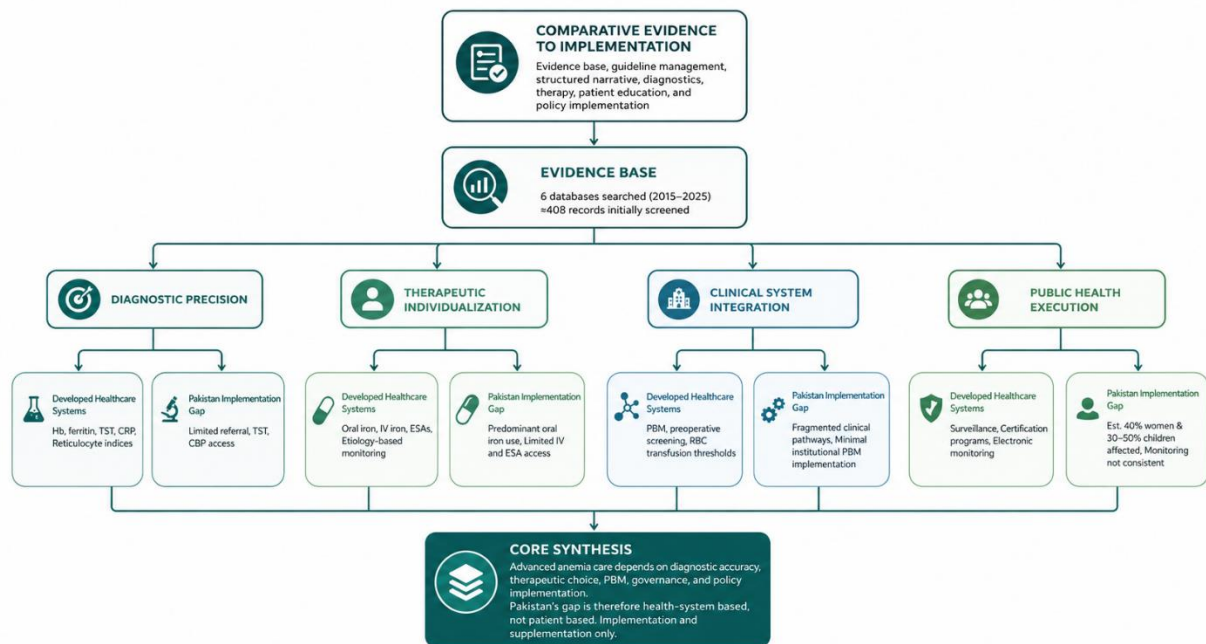 COMPARATIVE EVIDENCE
TO IMPLEMENTATION
Evidence base, guideline management,
structured narrative, diagnostics,
therapy, patient education, and
policy implementation
EVIDENCE BASE
6 databases searched (2015–2025)
≈408 records initially screened
DIAGNOSTIC PRECISION
THERAPEUTIC
INDIVIDUALIZATION
CLINICAL SYSTEM
INTEGRATION
PUBLIC HEALTH
EXECUTION
Developed Healthcare
Systems
Hb, ferritin, TST, CRP,
Reticulocyte indices
Pakistan Implementation
Gap
Limited referral, TST,
CBP access
Developed Healthcare
Systems
Oral iron, IV iron, ESAs,
Etiology-based
monitoring
Pakistan Implementation
Gap
Predominant oral
iron use, Limited IV
and ESA access
Developed Healthcare
Systems
PBM, preoperative
screening, RBC
transfusion thresholds
Pakistan Implementation
Gap
Fragmented clinical
pathways, Minimal
institutional PBM
implementation
Developed Healthcare
Systems
Surveillance, Certification
programs, Electronic
monitoring
Pakistan Implementation
Gap
Est. 40% women &
30–50% children
affected, Monitoring
not consistent
CORE SYNTHESIS
Advanced anemia care depends on diagnostic accuracy,
therapeutic choice, PBM, governance, and policy
implementation.
Pakistan's gap is therefore health-system based,
not patient based. Implementation and
supplementation only.